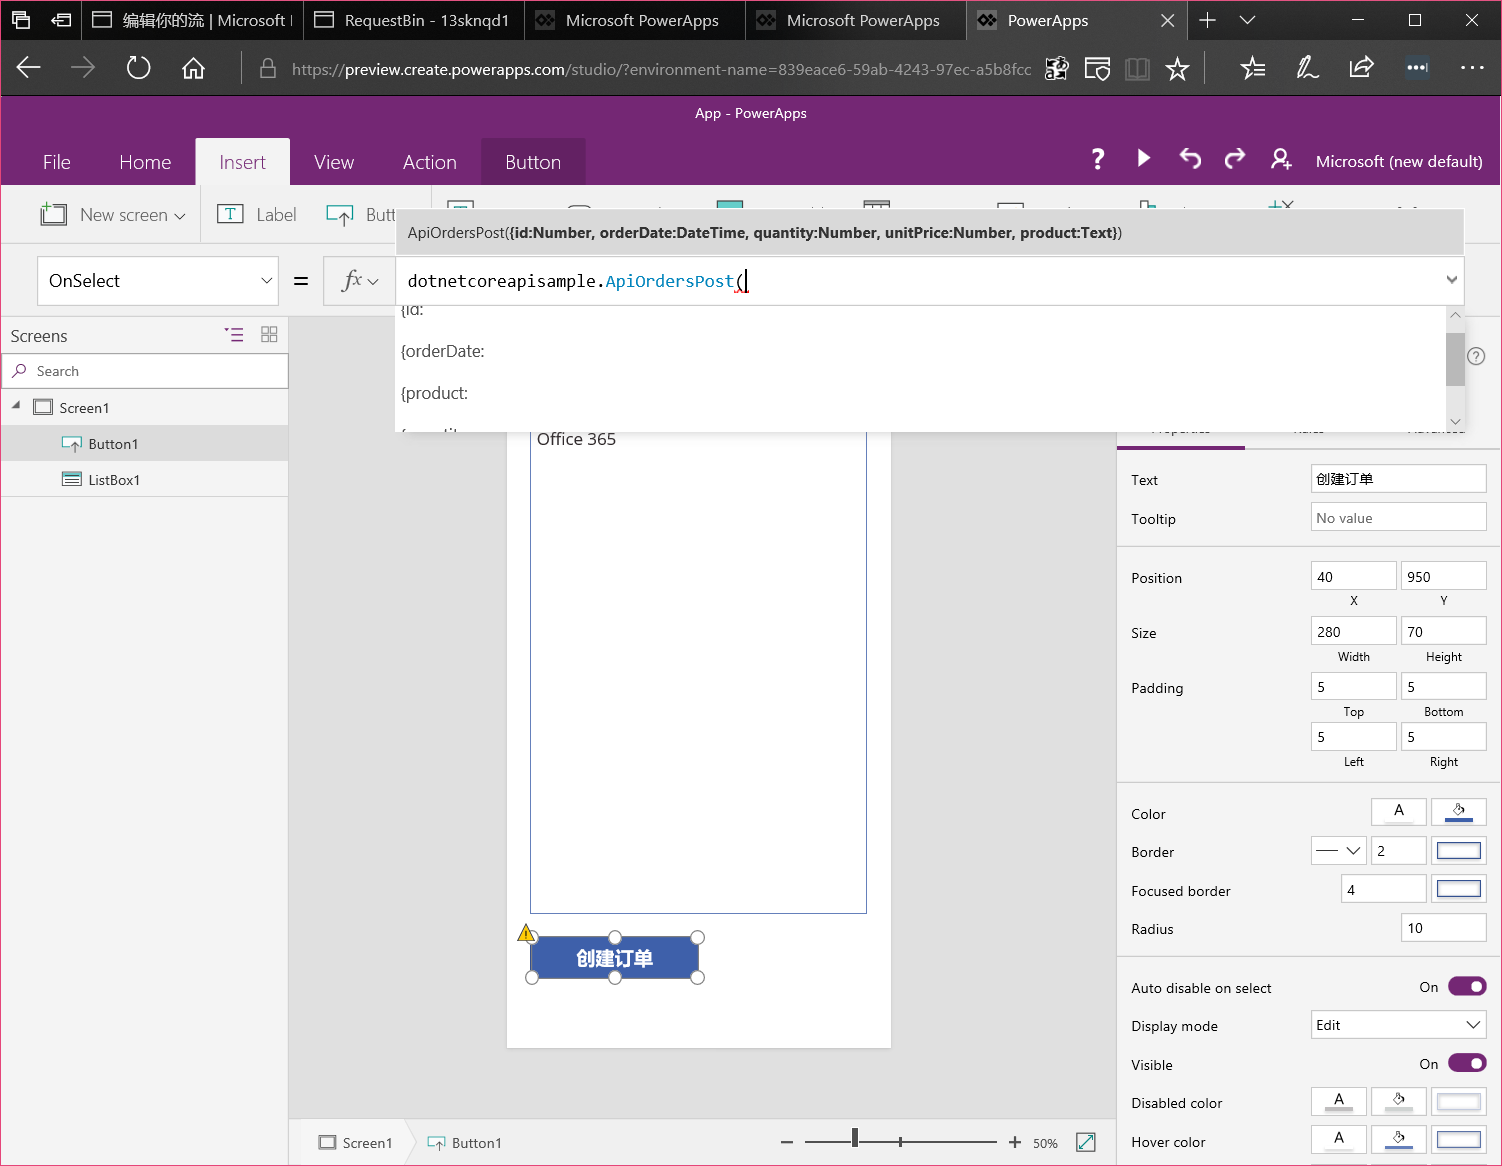 编辑你的流 | Microsoft
RequestBin - 13sknqd1
Microsoft PowerApps
Microsoft PowerApps
PowerApps
https://preview.create.powerapps.com/studio/?environment-name=839eace6-59ab-4243-97ec-a5b8fcc
App - PowerApps
File
Home
Insert
View
Action
Button
Microsoft (new default)
New screen
Label
ApiOrdersPost({id:Number, orderDate:DateTime, quantity:Number, unitPrice:Number, product:Text})
OnSelect
=
fx
dotnetcoreapisample.ApiOrdersPost(
{id:
{orderDate:
{product:
Screens
Search
Screen1
Button1
ListBox1
Office 365
创建订单
Text
创建订单
Tooltip
No value
Position
40
950
X
Y
Size
280
70
Width
Height
Padding
5
5
Top
Bottom
5
5
Left
Right
Color
A
Border
2
Focused border
4
Radius
10
Auto disable on select
On
Display mode
Edit
Visible
On
Disabled color
A
Hover color
A
Screen1
Button1
50%